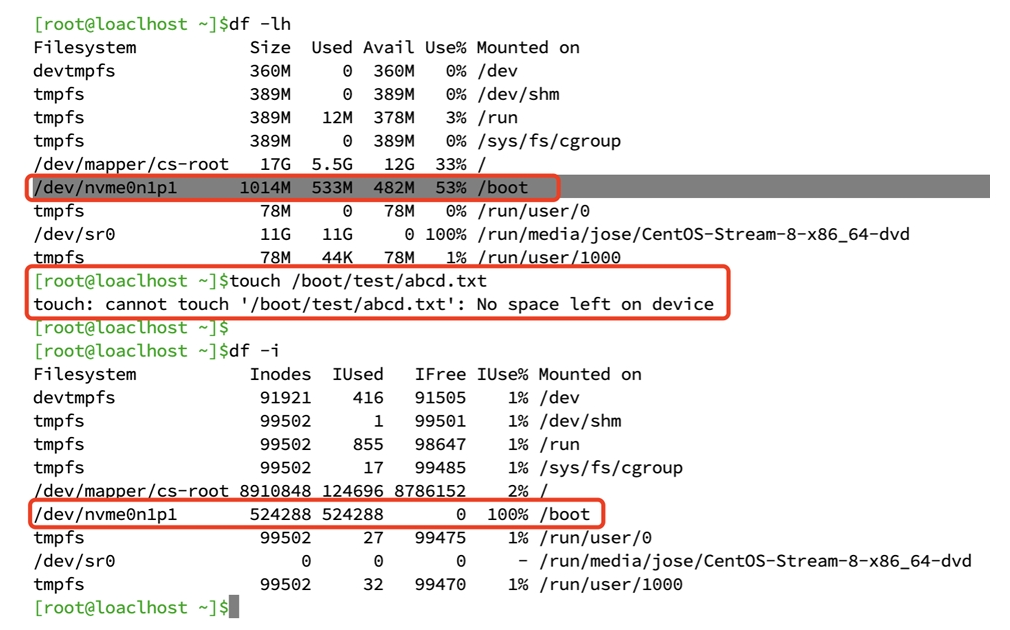 [root@loaclhost ~]$df -lh
Filesystem Size Used Avail Use% Mounted on
devtmpfs 360M 0 360M 0% /dev
tmpfs 389M 0 389M 0% /dev/shm
tmpfs 389M 12M 378M 3% /run
tmpfs 389M 0 389M 0% /sys/fs/cgroup
/dev/mapper/cs-root 17G 5.5G 12G 33% /
/dev/nvme0n1p1 1014M 533M 482M 53% /boot
tmpfs 78M 0 78M 0% /run/user/0
/dev/sr0 11G 11G 0 100% /run/media/jose/CentOS-Stream-8-x86_64-dvd
tmpfs 78M 44K 78M 1% /run/user/1000
[root@loaclhost ~]$touch /boot/test/abcd.txt
touch: cannot touch '/boot/test/abcd.txt': No space left on device
[root@loaclhost ~]$
[root@loaclhost ~]$df -i
Filesystem Inodes IUsed IFree IUse% Mounted on
devtmpfs 91921 416 91505 1% /dev
tmpfs 99502 1 99501 1% /dev/shm
tmpfs 99502 855 98647 1% /run
tmpfs 99502 17 99485 1% /sys/fs/cgroup
/dev/mapper/cs-root 8910848 124696 8786152 2% /
/dev/nvme0n1p1 524288 524288 0 100% /boot
tmpfs 99502 27 99475 1% /run/user/0
/dev/sr0 0 0 0 - /run/media/jose/CentOS-Stream-8-x86_64-dvd
tmpfs 99502 32 99470 1% /run/user/1000
[root@loaclhost ~]$